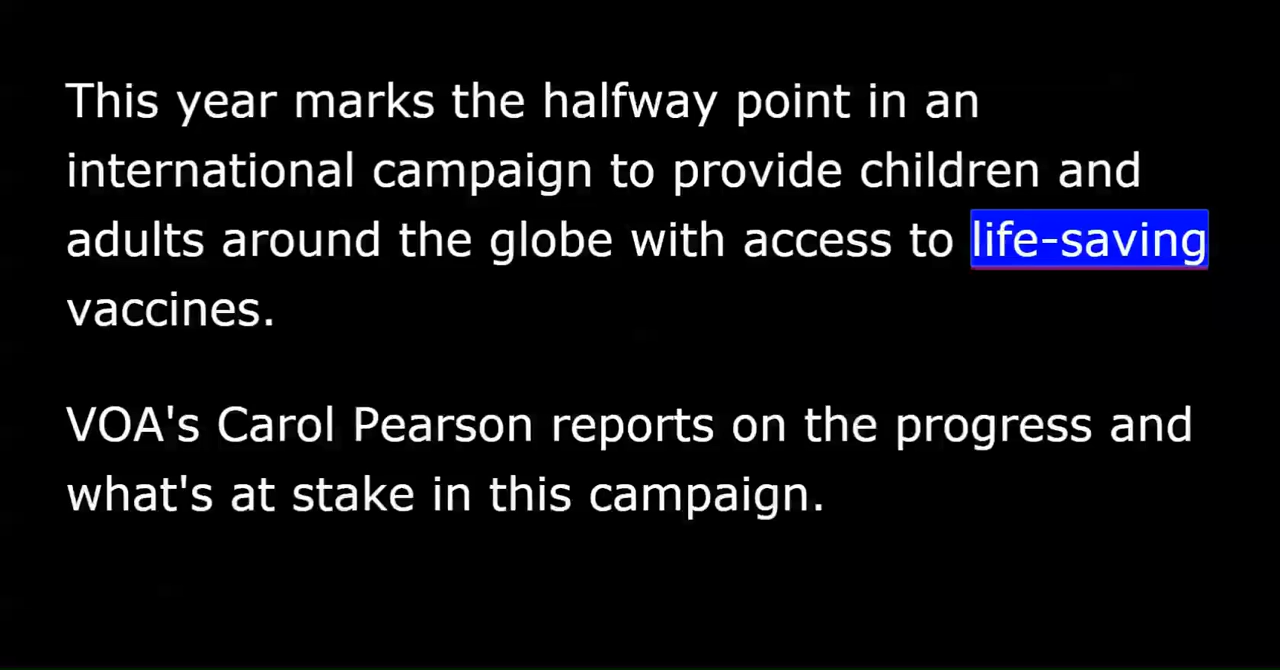 This year marks the halfway point in an
international campaign to provide children and
adults around the globe with access to life-saving
vaccines.
VOA's Carol Pearson reports on the progress and
what's at stake in this campaign.